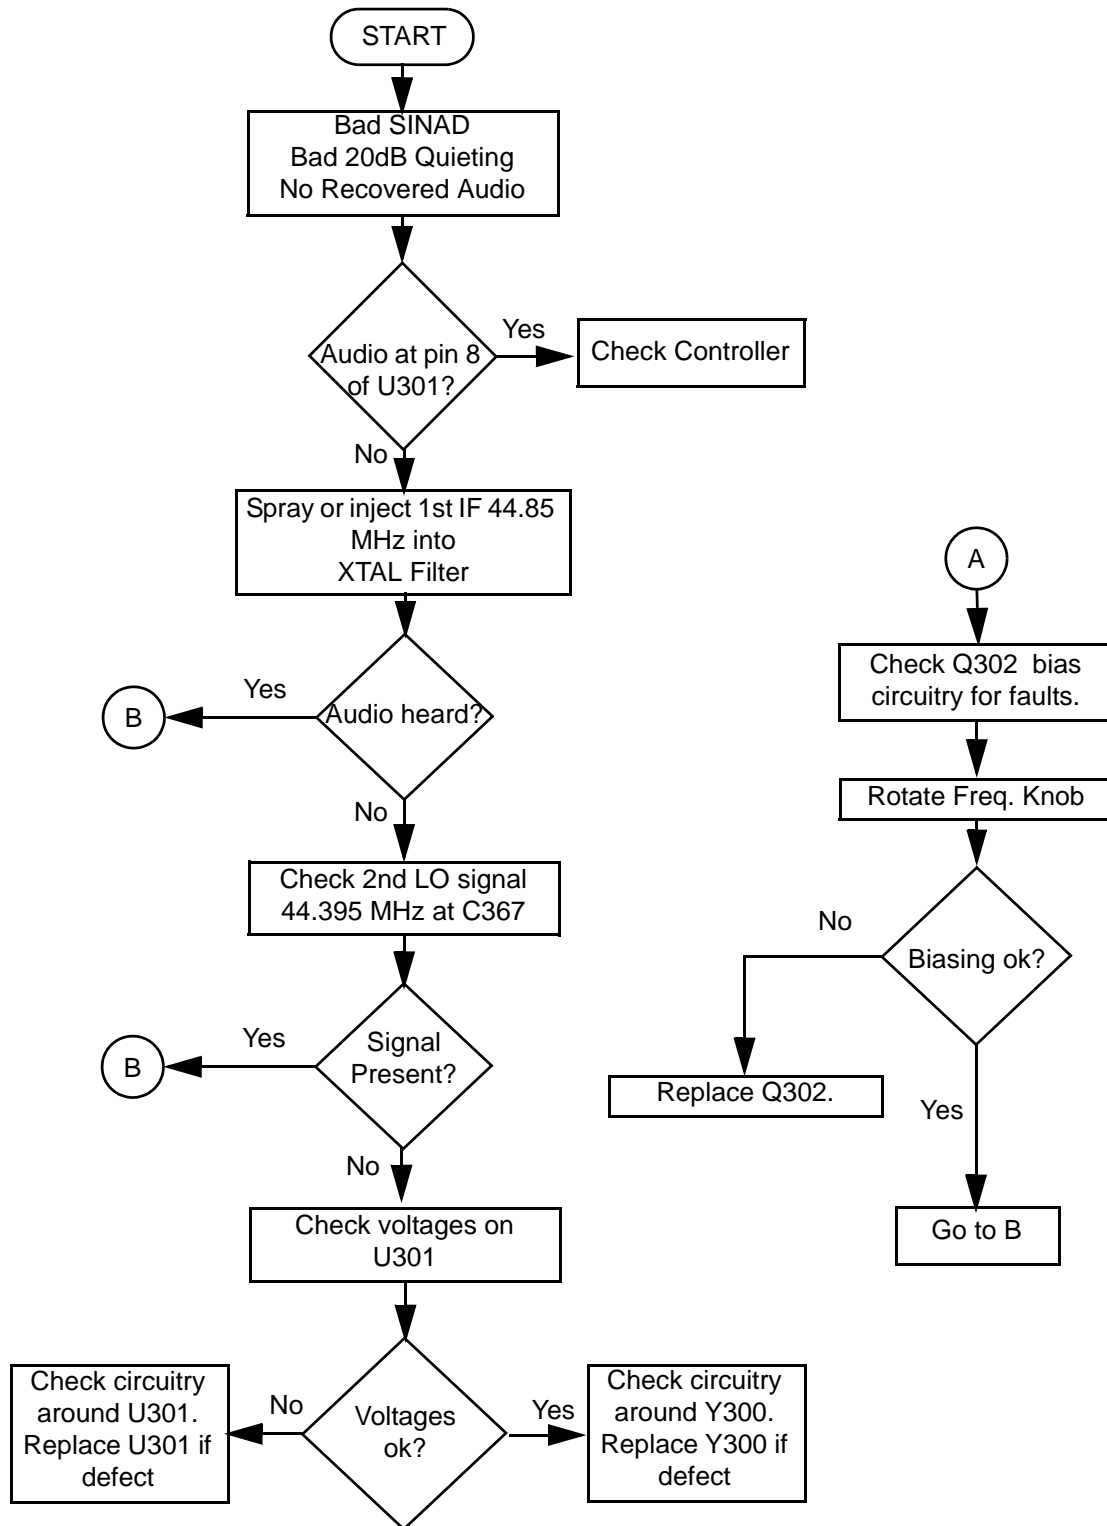 START
Bad SINAD
Bad 20dB Quieting
No Recovered Audio
Audio at pin 8
of U301?
Yes
Check Controller
No
Spray or inject 1st IF 44.85
MHz into
XTAL Filter
Audio heard?
Yes
B
No
Check 2nd LO signal
44.395 MHz at C367
Signal
Present?
Yes
B
No
Check voltages on
U301
Voltages
ok?
No
Check circuitry
around U301.
Replace U301 if
defect
Yes
Check circuitry
around Y300.
Replace Y300 if
defect
A
Check Q302  bias
circuitry for faults.
Rotate Freq. Knob
Biasing ok?
No
Replace Q302.
Yes
Go to B